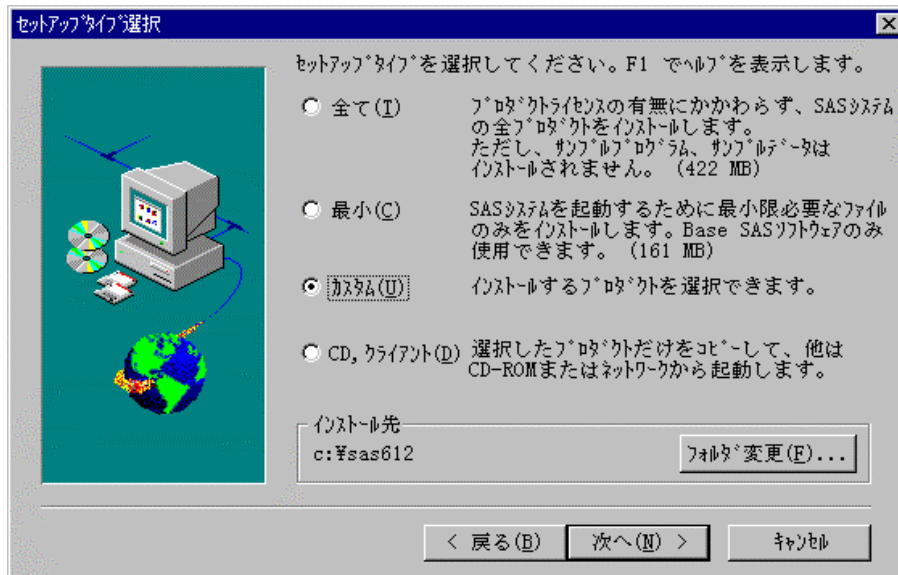 セットアップタイプ選択
ｾｯﾄｱｯﾌﾟﾀｲﾌﾟを選択してください。F1 でﾍﾙﾌﾟを表示します。
全て(T)
ﾌﾟﾛﾀﾞｸﾄﾗｲｾﾝｽの有無にかかわらず、SASｼｽﾃﾑ
の全ﾌﾟﾛﾀﾞｸﾄをｲﾝｽﾄｰﾙします。
ただし、ｻﾝﾌﾟﾙﾌﾟﾛｸﾞﾗﾑ、ｻﾝﾌﾟﾙﾃﾞｰﾀは
ｲﾝｽﾄｰﾙされません。 (422 MB)
最小(C)
SASｼｽﾃﾑを起動するために最小限必要なﾌｧｲﾙ
のみをｲﾝｽﾄｰﾙします。Base SASｿﾌﾄｳｪｱのみ
使用できます。 (161 MB)
ｶｽﾀﾑ(U)
ｲﾝｽﾄｰﾙするﾌﾟﾛﾀﾞｸﾄを選択できます。
CD, ｸﾗｲｱﾝﾄ(D)
選択したﾌﾟﾛﾀﾞｸﾄだけをｺﾋﾟｰして、他は
CD-ROMまたはﾈｯﾄﾜｰｸから起動します。
ｲﾝｽﾄｰﾙ先
c:¥sas612
ﾌｫﾙﾀﾞ変更(F)...
< 戻る(B)
次へ(N) >
ｷｬﾝｾﾙ